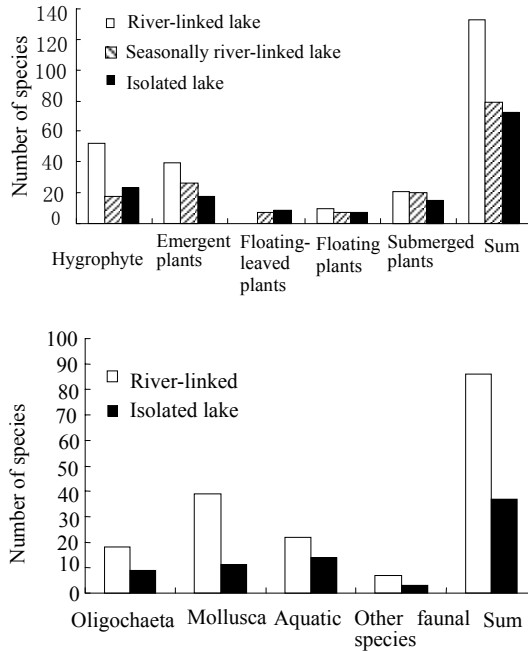 140
120
100
80
60
40
20
0
Number of species
River-linked lake
Seasonally river-linked lake
Isolated lake
Hygrophyte
Emergent
plants
Floating-
leaved
plants
Floating
plants
Submerged
plants
Sum
100
90
80
70
60
50
40
30
20
10
0
Number of species
River-linked
Isolated lake
Oligochaeta
Mollusca
Aquatic
Other faunal
species
Sum